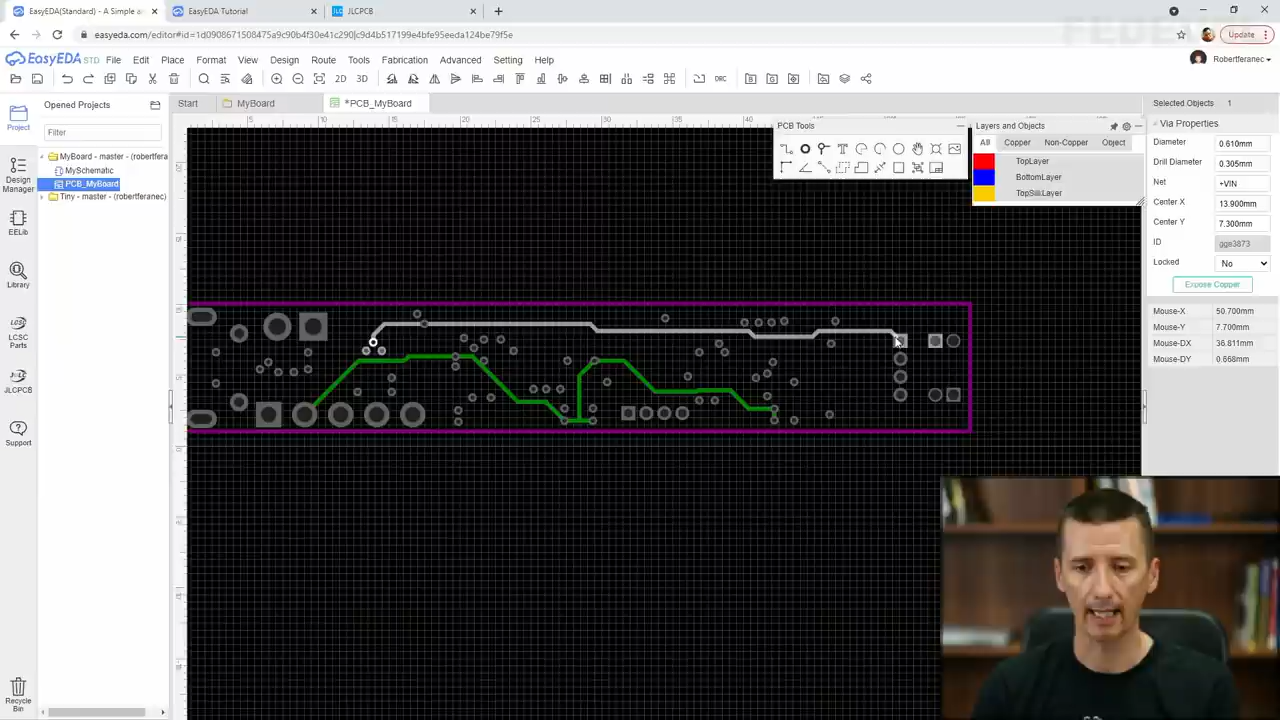 EasyEDA(Standard) - A Simple a
EasyEDA Tutorial
JLCPCB
easyeda.com/editor#id=1d0908671508475a9c90b4f30e41c290|c9d4b517199e4bfe95eeda124be79f5e
Update
EasyEDA STD
File
Edit
Place
Format
View
Design
Route
Tools
Fabrication
Advanced
Setting
Help
Robertferanec
2D
3D
DRC
Project
Opened Projects
Start
MyBoard
*PCB_MyBoard
Filter
MyBoard - master - (robertfera
MySchematic
PCB_MyBoard
Tiny - master - (robertferanec)
Design Manager
EELib
Library
LCSC Parts
JLCPCB
Support
Recycle Bin
PCB Tools
Layers and Objects
All
Copper
Non-Copper
Object
TopLayer
BottomLayer
TopSilkLayer
Selected Objects 1
Via Properties
Diameter 0.610mm
Drill Diameter 0.305mm
Net +VIN
Center X 13.900mm
Center Y 7.300mm
ID gge3873
Locked No
Expose Copper
Mouse-X 50.700mm
Mouse-Y 7.700mm
Mouse-DX 36.811mm
Mouse-DY 0.668mm